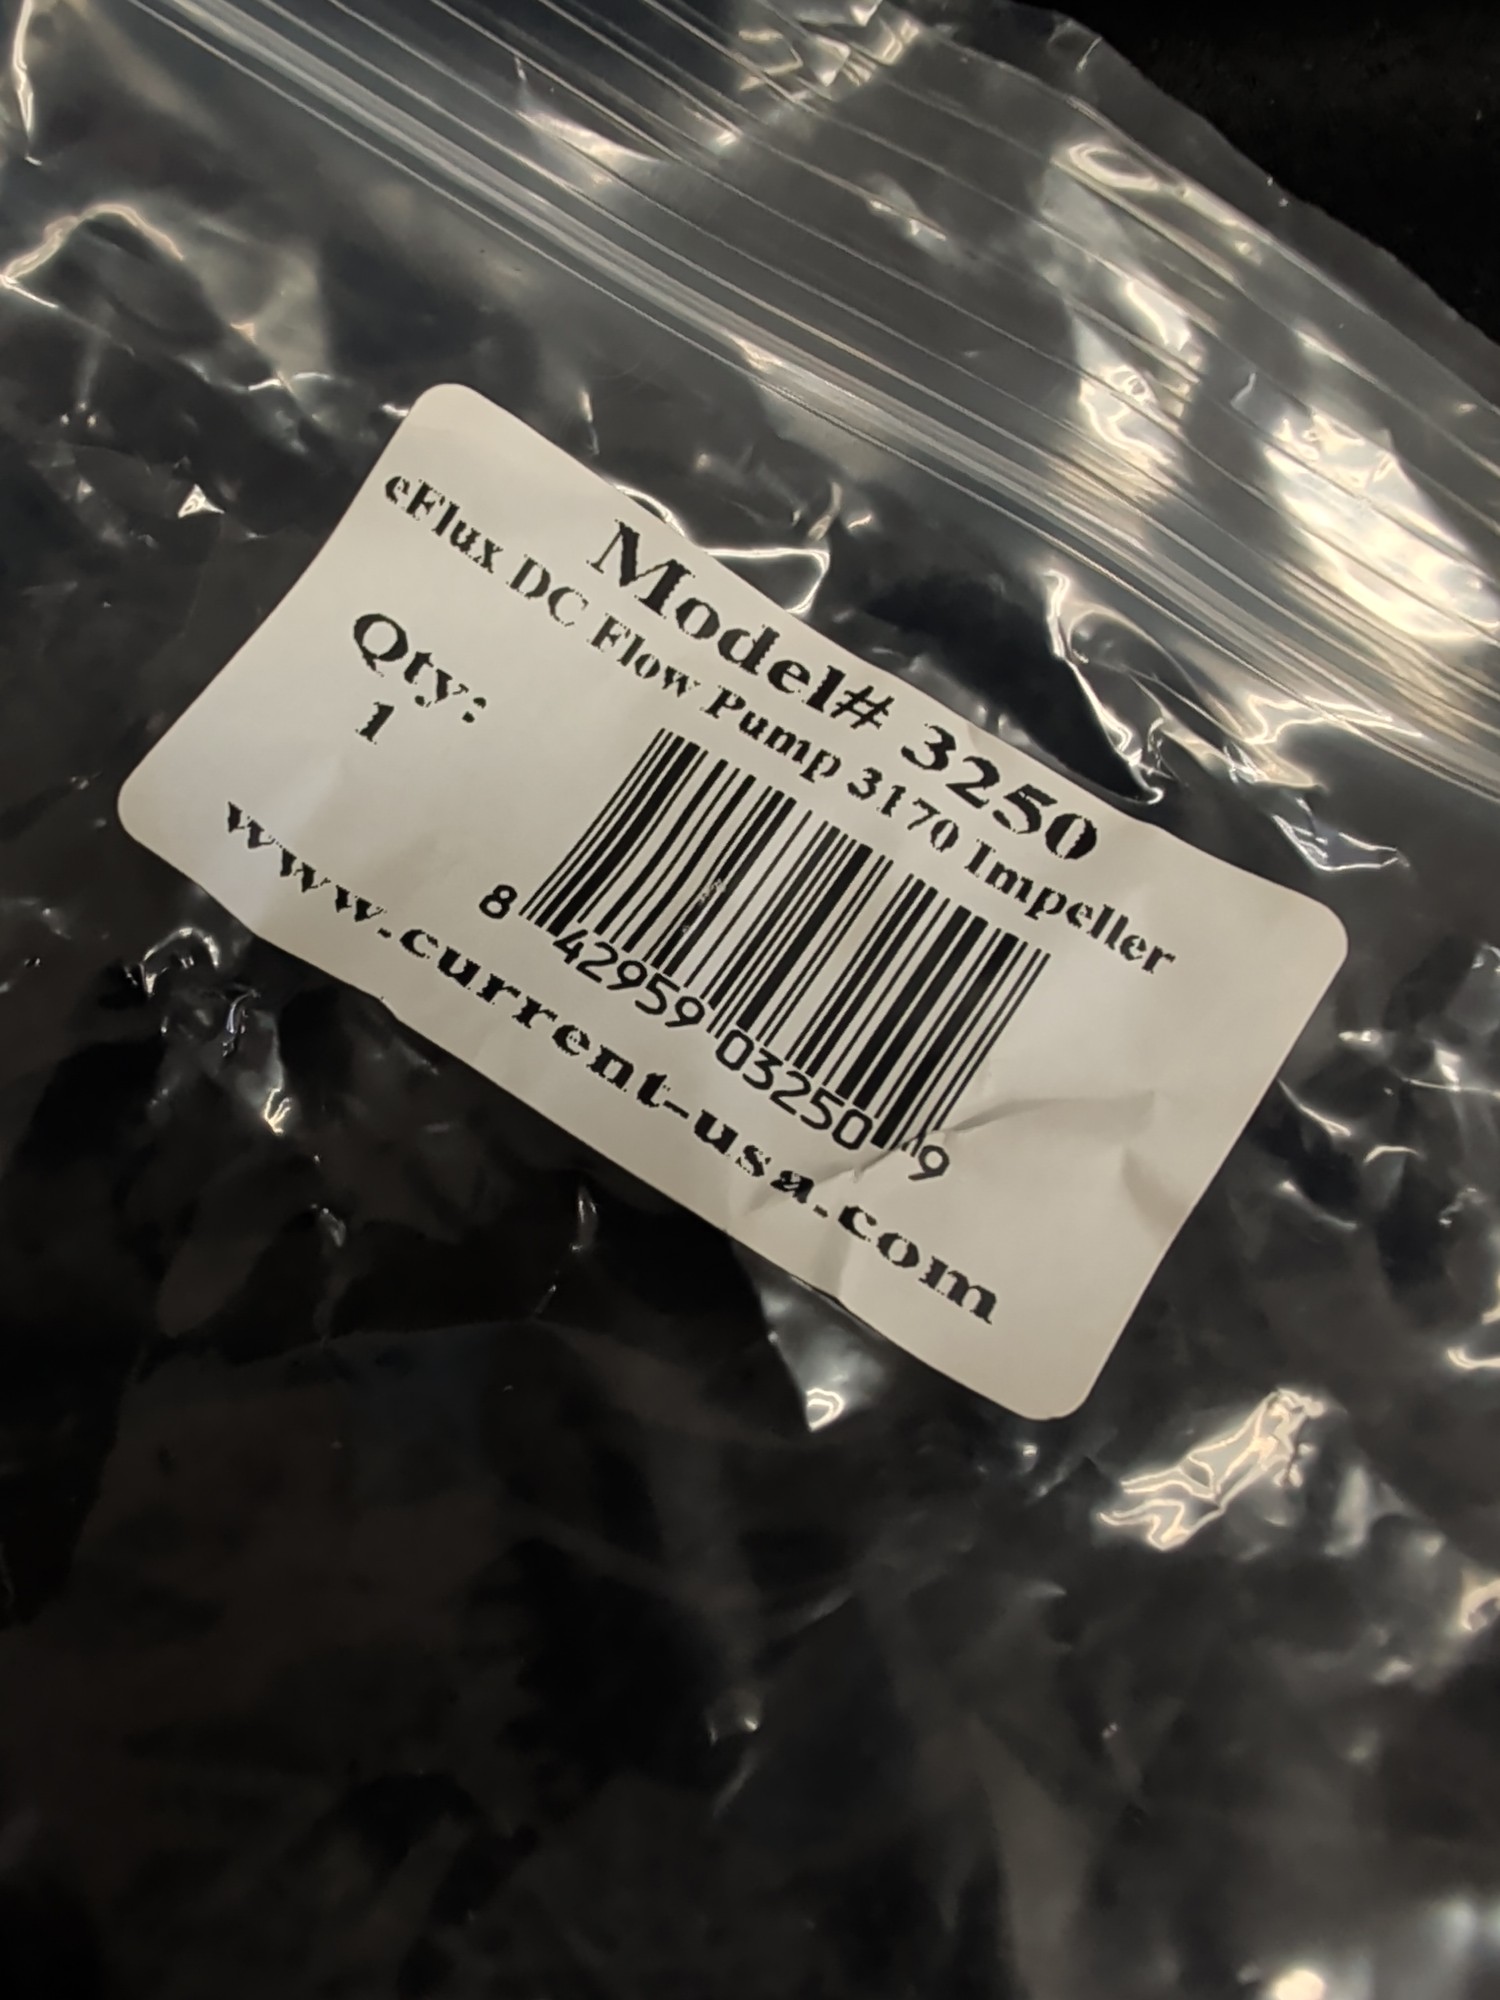 Model# 3250
eFlux DC Flow Pump 3170 Impeller
Qty:
1
8 42959 03250 9
www.current-usa.com